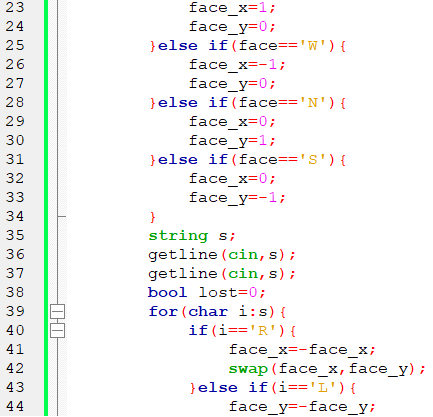 23 face_x=1;
24 face_y=0;
25 }else if(face=='W'){
26 face_x=-1;
27 face_y=0;
28 }else if(face=='N'){
29 face_x=0;
30 face_y=1;
31 }else if(face=='S'){
32 face_x=0;
33 face_y=-1;
34 }
35 string s;
36 getline(cin,s);
37 getline(cin,s);
38 bool lost=0;
39 for(char i:s){
40 if(i=='R'){
41 face_x=-face_x;
42 swap(face_x,face_y);
43 }else if(i=='L'){
44 face_y=-face_y;